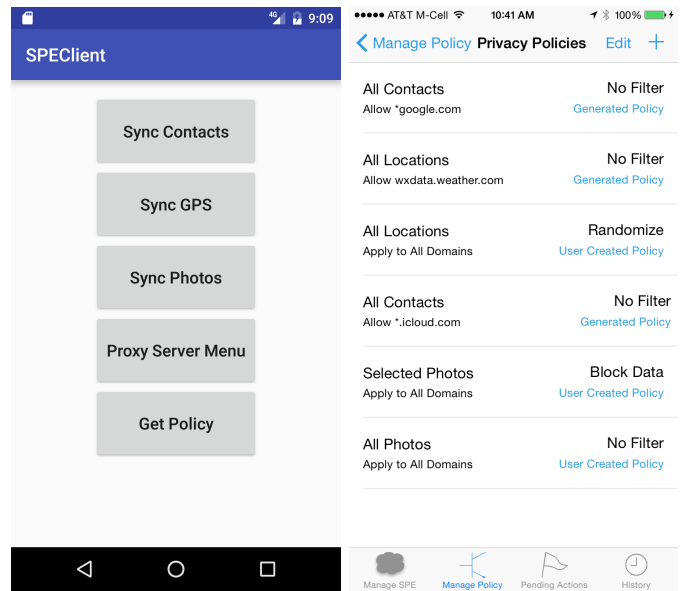 4G 9:09
SPEClient
Sync Contacts
Sync GPS
Sync Photos
Proxy Server Menu
Get Policy
AT&T M-Cell 10:41 AM 100%
Manage Policy Privacy Policies Edit +
All Contacts No Filter
Allow *google.com Generated Policy
All Locations No Filter
Allow wxdata.weather.com Generated Policy
All Locations Randomize
Apply to All Domains User Created Policy
All Contacts No Filter
Allow *.icloud.com Generated Policy
Selected Photos Block Data
Apply to All Domains User Created Policy
All Photos No Filter
Apply to All Domains User Created Policy
Manage SPE Manage Policy Pending Actions History